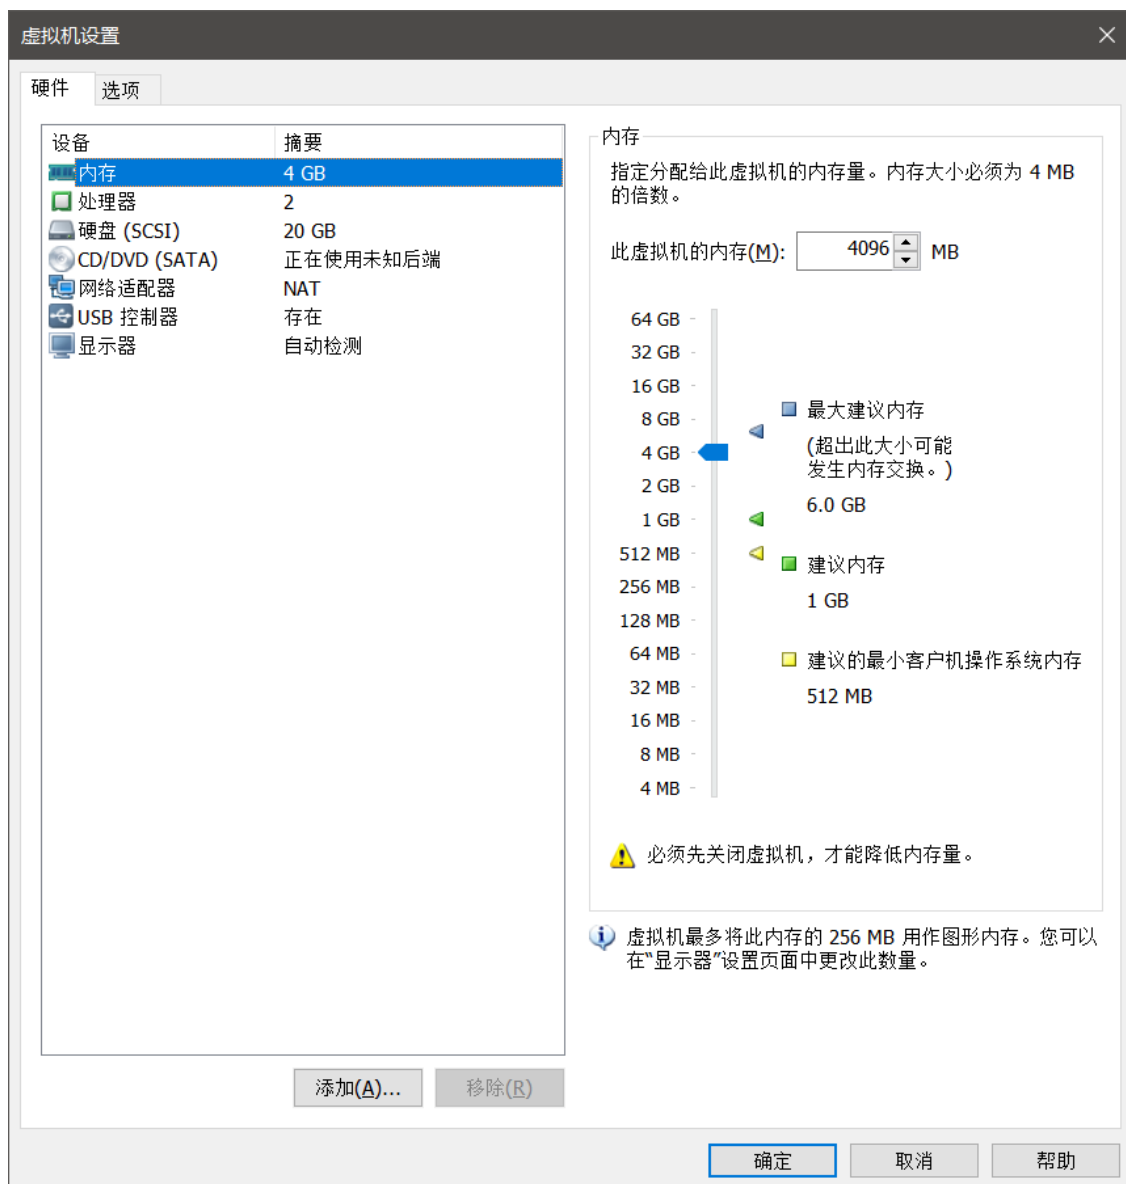 虚拟机设置
硬件 选项
设备 摘要
内存 4 GB
处理器 2
硬盘 (SCSI) 20 GB
CD/DVD (SATA) 正在使用未知后端
网络适配器 NAT
USB 控制器 存在
显示器 自动检测
添加(A)... 移除(R)
内存
指定分配给此虚拟机的内存量。内存大小必须为 4 MB
的倍数。
此虚拟机的内存(M): 4096 MB
64 GB
32 GB
16 GB
8 GB
4 GB
2 GB
1 GB
512 MB
256 MB
128 MB
64 MB
32 MB
16 MB
8 MB
4 MB
最大建议内存
(超出此大小可能
发生内存交换。)
6.0 GB
建议内存
1 GB
建议的最小客户机操作系统内存
512 MB
必须先关闭虚拟机，才能降低内存量。
虚拟机最多将此内存的 256 MB 用作图形内存。您可以
在“显示器”设置页面中更改此数量。
确定 取消 帮助